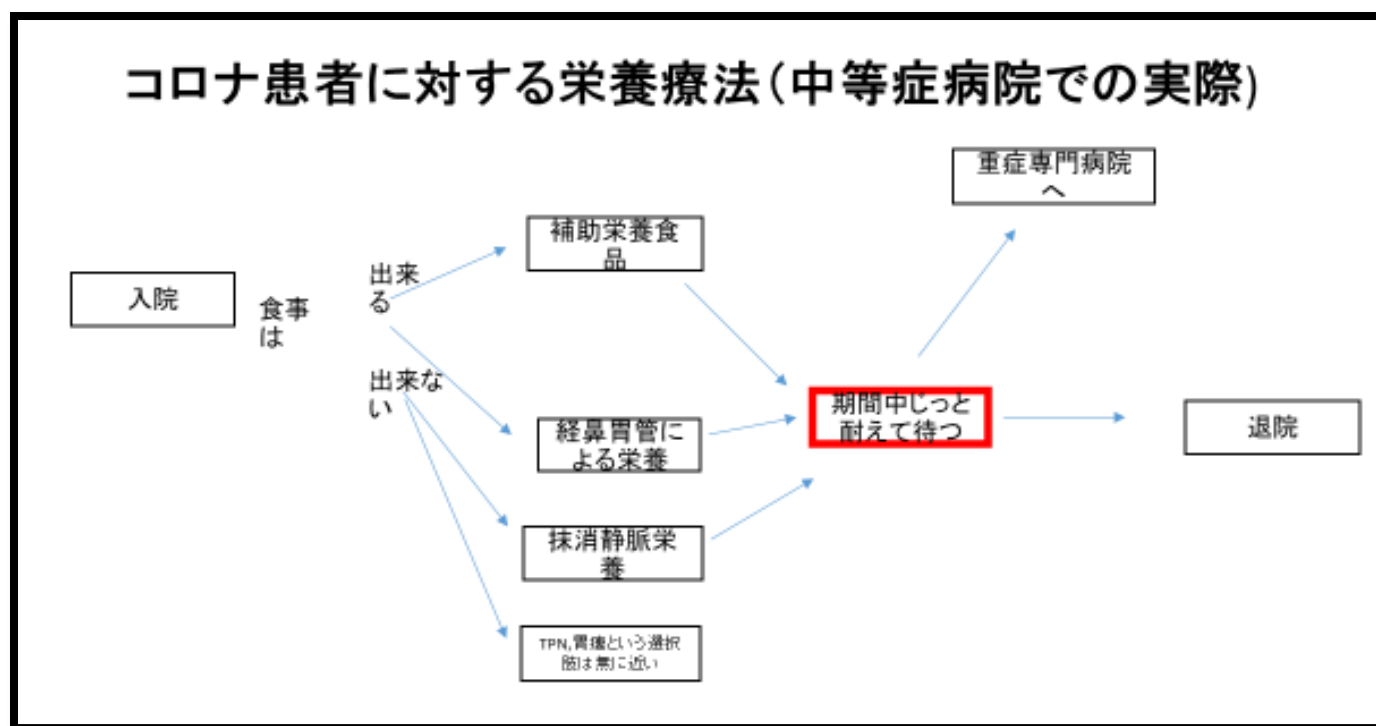 コロナ患者に対する栄養療法(中等症病院での実際)
重症専門病院
へ
補助栄養食
品
入院
食事
は
出来
る
出来な
い
期間中じっと
耐えて待つ
退院
経鼻胃管に
よる栄養
抹消静脈栄
養
TPN,胃瘻という選択
肢は無に近い